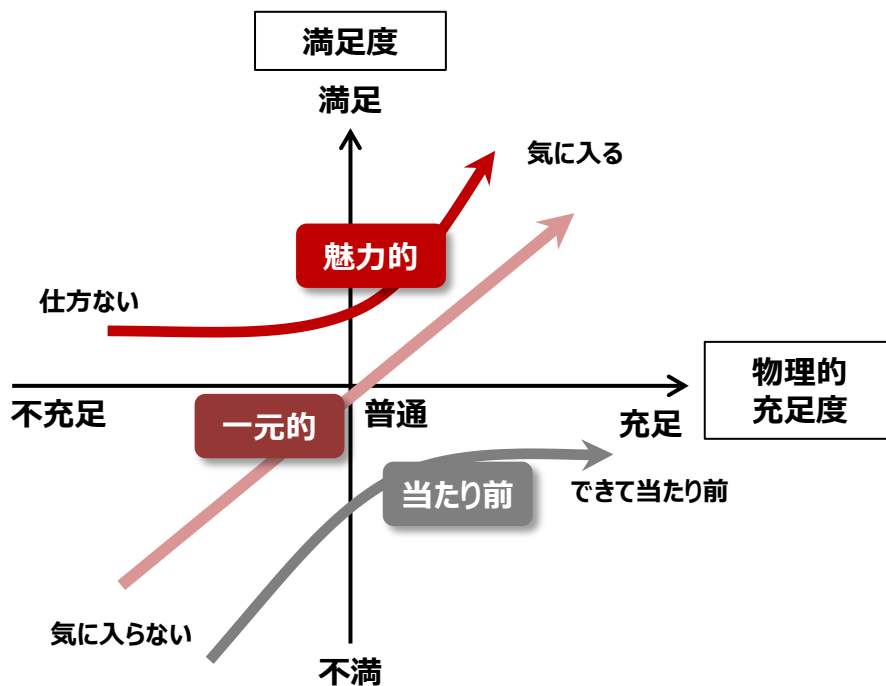 満足度
満足
気に入る
魅力的
仕方ない
不充足
一元的
普通
充足
物理的
充足度
当たり前
できて当たり前
気に入らない
不満